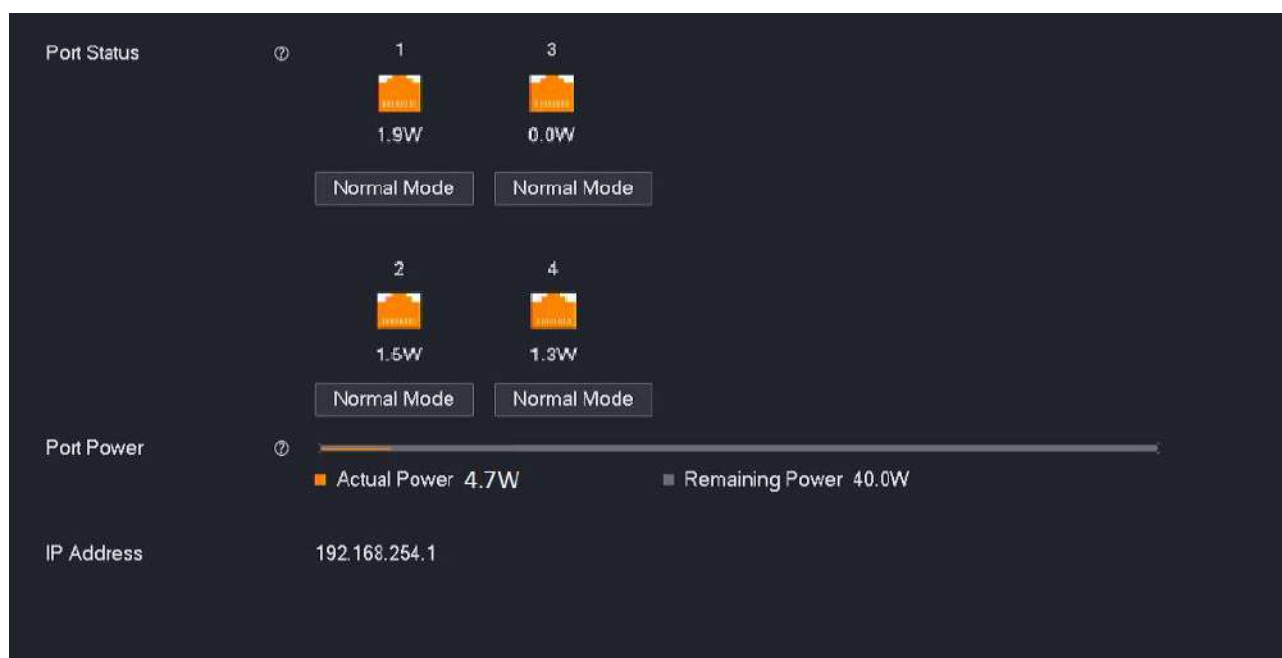 Port Status ? 1 3
1.9W 0.0W
Normal Mode Normal Mode
2 4
1.5W 1.3W
Normal Mode Normal Mode
Port Power ?
Actual Power 4.7W Remaining Power 40.0W
IP Address 192.168.254.1